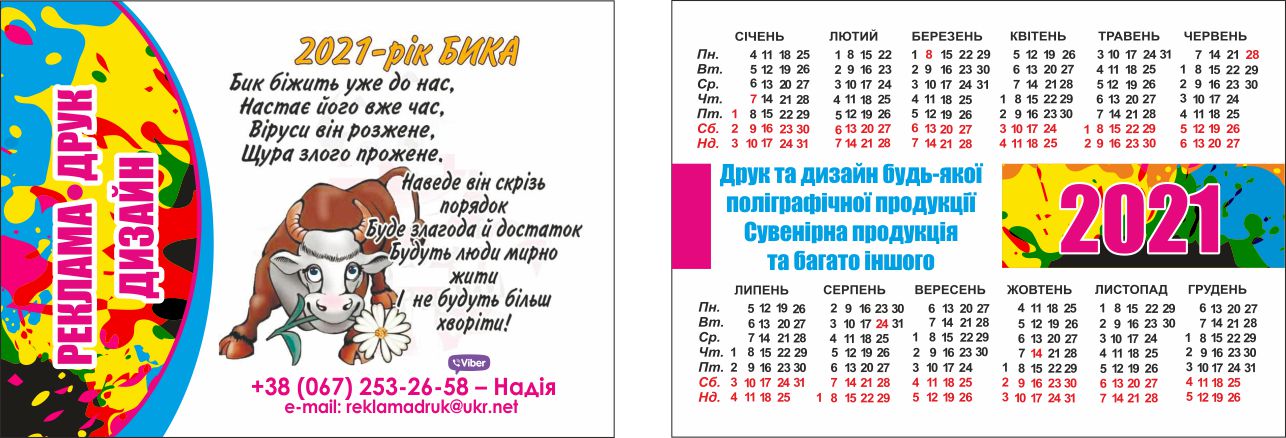 РЕКЛАМА•ДРУК
ДИЗАЙН
2021-рік БИКА
Бик біжить уже до нас,
Настає його вже час,
Віруси він розжене,
Щура злого прожене.
Наведе він скрізь
порядок
Буде злагода й достаток
Будуть люди мирно
жити
І не будуть більш
хворіти!
Viber
+38 (067) 253-26-58 – Надія
e-mail: reklamadruk@ukr.net
СІЧЕНЬ ЛЮТИЙ БЕРЕЗЕНЬ КВІТЕНЬ ТРАВЕНЬ ЧЕРВЕНЬ
Пн. 4 11 18 25 1 8 15 22 1 8 15 22 29 5 12 19 26 3 10 17 24 31 7 14 21 28
Вт. 5 12 19 26 2 9 16 23 2 9 16 23 30 6 13 20 27 4 11 18 25 1 8 15 22 29
Ср. 6 13 20 27 3 10 17 24 3 10 17 24 31 7 14 21 28 5 12 19 26 2 9 16 23 30
Чт. 7 14 21 28 4 11 18 25 4 11 18 25 1 8 15 22 29 6 13 20 27 3 10 17 24
Пт. 1 8 15 22 29 5 12 19 26 5 12 19 26 2 9 16 23 30 7 14 21 28 4 11 18 25
Сб. 2 9 16 23 30 6 13 20 27 6 13 20 27 3 10 17 24 1 8 15 22 29 5 12 19 26
Нд. 3 10 17 24 31 7 14 21 28 7 14 21 28 4 11 18 25 2 9 16 23 30 6 13 20 27
Друк та дизайн будь-якої
поліграфічної продукції
Сувенірна продукція
та багато іншого
2021
ЛИПЕНЬ СЕРПЕНЬ ВЕРЕСЕНЬ ЖОВТЕНЬ ЛИСТОПАД ГРУДЕНЬ
Пн. 5 12 19 26 2 9 16 23 30 6 13 20 27 4 11 18 25 1 8 15 22 29 6 13 20 27
Вт. 6 13 20 27 3 10 17 24 31 7 14 21 28 5 12 19 26 2 9 16 23 30 7 14 21 28
Ср. 7 14 21 28 4 11 18 25 1 8 15 22 29 6 13 20 27 3 10 17 24 1 8 15 22 29
Чт. 1 8 15 22 29 5 12 19 26 2 9 16 23 30 7 14 21 28 4 11 18 25 2 9 16 23 30
Пт. 2 9 16 23 30 6 13 20 27 3 10 17 24 1 8 15 22 29 5 12 19 26 3 10 17 24 31
Сб. 3 10 17 24 31 7 14 21 28 4 11 18 25 2 9 16 23 30 6 13 20 27 4 11 18 25
Нд. 4 11 18 25 1 8 15 22 29 5 12 19 26 3 10 17 24 31 7 14 21 28 5 12 19 26